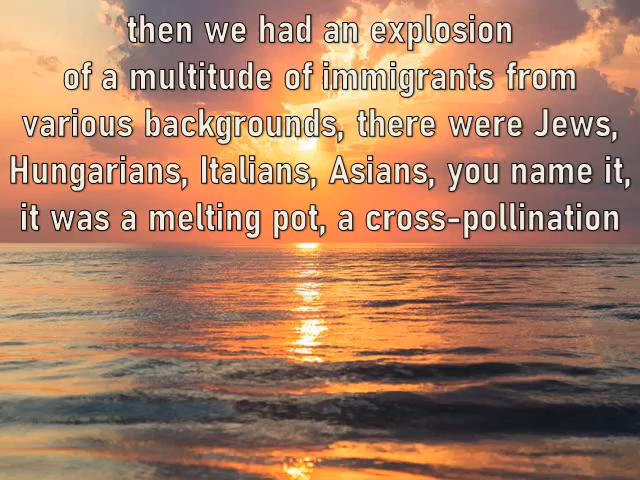 then we had an explosion
of a multitude of immigrants from
various backgrounds, there were Jews,
Hungarians, Italians, Asians, you name it,
it was a melting pot, a cross-pollination